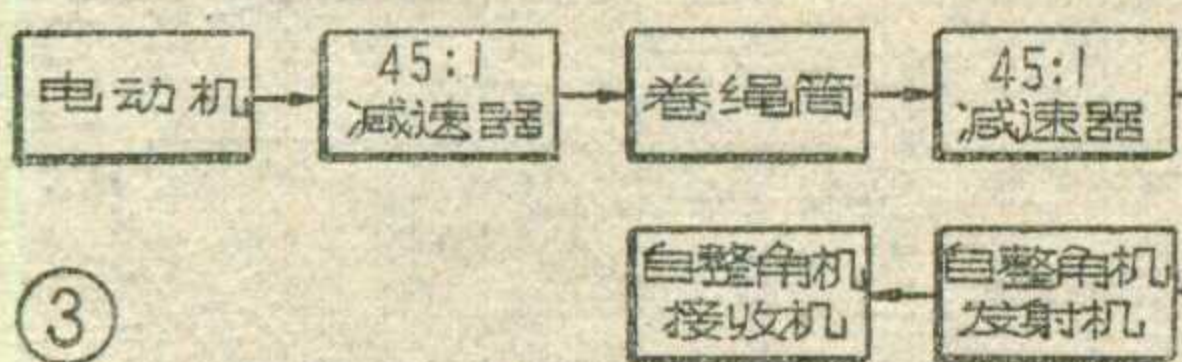 电动机
45:1
减速器
卷绳筒
45:1
减速器
自整角机
接收机
自整角机
发射机
③